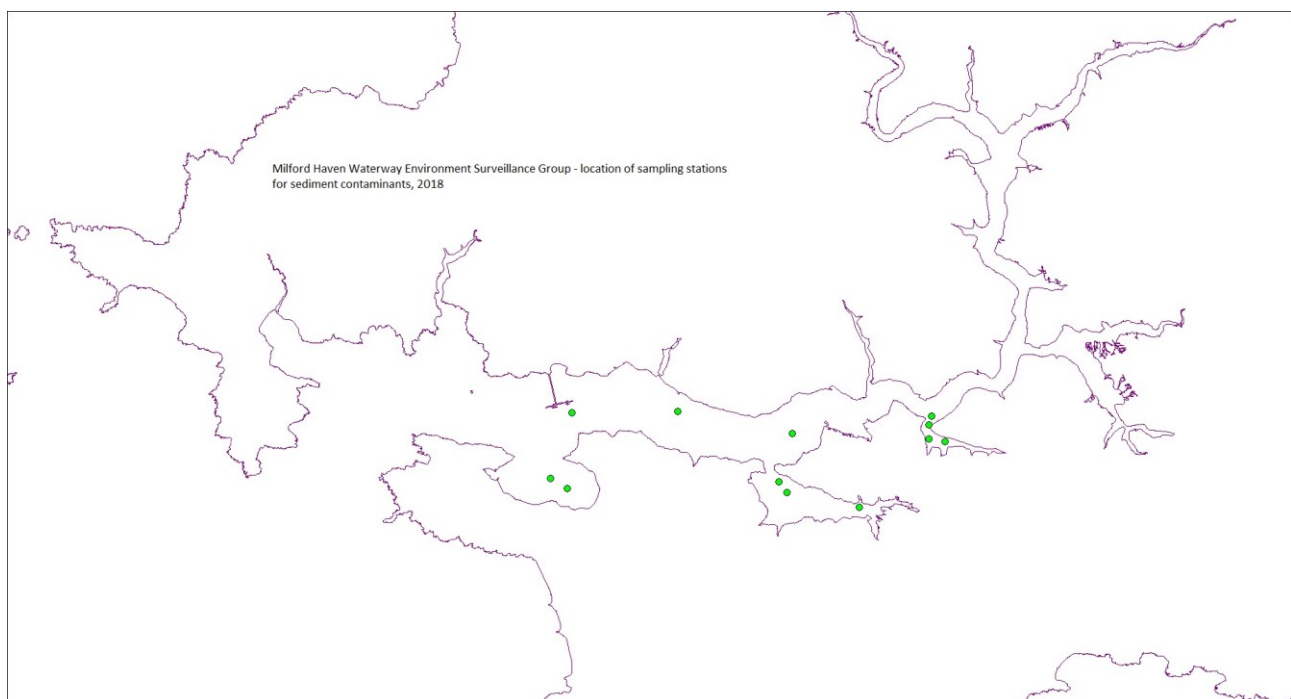 Milford Haven Waterway Environment Surveillance Group - location of sampling stations
for sediment contaminants, 2018